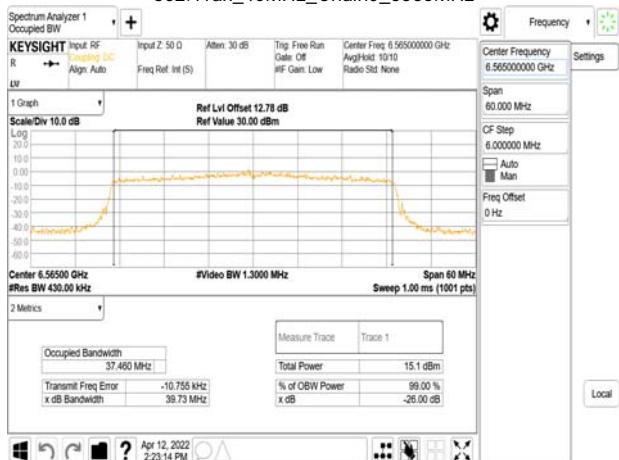 Spectrum Analyzer 1
Occupied BW
Frequency
KEYSIGHT Input: RF
Coupling: DC
Align: Auto
Input Z: 50 Ω
Freq Ref: Int (S)
Atten: 30 dB
Trig: Free Run
Gate: Off
#IF Gain: Low
Center Freq: 6.565000000 GHz
Avg|Hold: 10/10
Radio Std: None
R
LVI
Center Frequency
6.565000000 GHz
Settings
Span
60.000 MHz
CF Step
6.000000 MHz
Auto
Man
Freq Offset
0 Hz
1 Graph
Scale/Div 10.0 dB
Ref Lvl Offset 12.78 dB
Ref Value 30.00 dBm
Log
20.0
10.0
0.00
-10.0
-20.0
-30.0
-40.0
-50.0
-60.0
Center 6.56500 GHz
#Res BW 430.00 kHz
#Video BW 1.3000 MHz
Span 60 MHz
Sweep 1.00 ms (1001 pts)
2 Metrics
Measure Trace Trace 1
Occupied Bandwidth
37.460 MHz
Total Power 15.1 dBm
Transmit Freq Error -10.755 kHz
% of OBW Power 99.00 %
x dB Bandwidth 39.73 MHz
x dB -26.00 dB
Local
Apr 12, 2022
2:23:14 PM